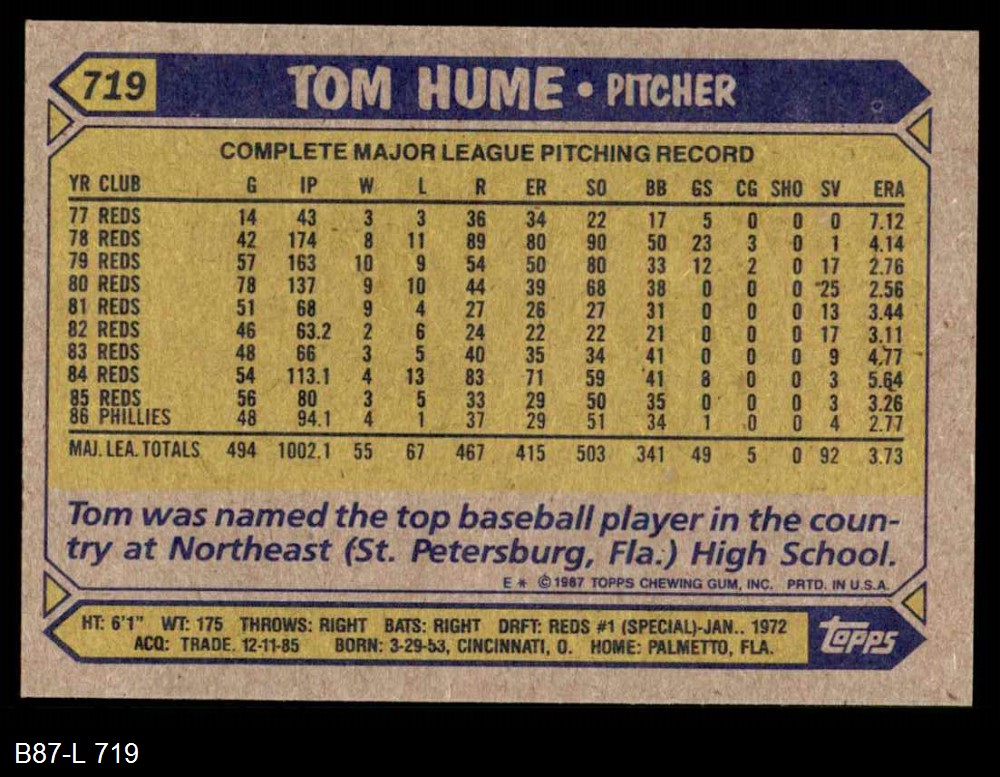 719 TOM HUME • PITCHER
COMPLETE MAJOR LEAGUE PITCHING RECORD
YR CLUB G IP W L R ER SO BB GS CG SHO SV ERA
77 REDS 14 43 3 3 36 34 22 17 5 0 0 0 7.12
78 REDS 42 174 8 11 89 80 90 50 23 3 0 1 4.14
79 REDS 57 163 10 9 54 50 80 33 12 2 0 17 2.76
80 REDS 78 137 9 10 44 39 68 38 0 0 0 25 2.56
81 REDS 51 68 9 4 27 26 27 31 0 0 0 13 3.44
82 REDS 46 63.2 2 6 24 22 22 21 0 0 0 17 3.11
83 REDS 48 66 3 5 40 35 34 41 0 0 0 9 4.77
84 REDS 54 113.1 4 13 83 71 59 41 8 0 0 3 5.64
85 REDS 56 80 3 5 33 29 50 35 0 0 0 3 3.26
86 PHILLIES 48 94.1 4 1 37 29 51 34 1 0 0 4 2.77
MAJ. LEA. TOTALS 494 1002.1 55 67 467 415 503 341 49 5 0 92 3.73
Tom was named the top baseball player in the coun-
try at Northeast (St. Petersburg, Fla.) High School.
E * © 1987 TOPPS CHEWING GUM, INC. PRTD. IN U.S.A.
HT: 6'1" WT: 175 THROWS: RIGHT BATS: RIGHT DRFT: REDS #1 (SPECIAL)-JAN.. 1972
ACQ: TRADE. 12-11-85 BORN: 3-29-53, CINCINNATI, O. HOME: PALMETTO, FLA.
topps
B87-L 719